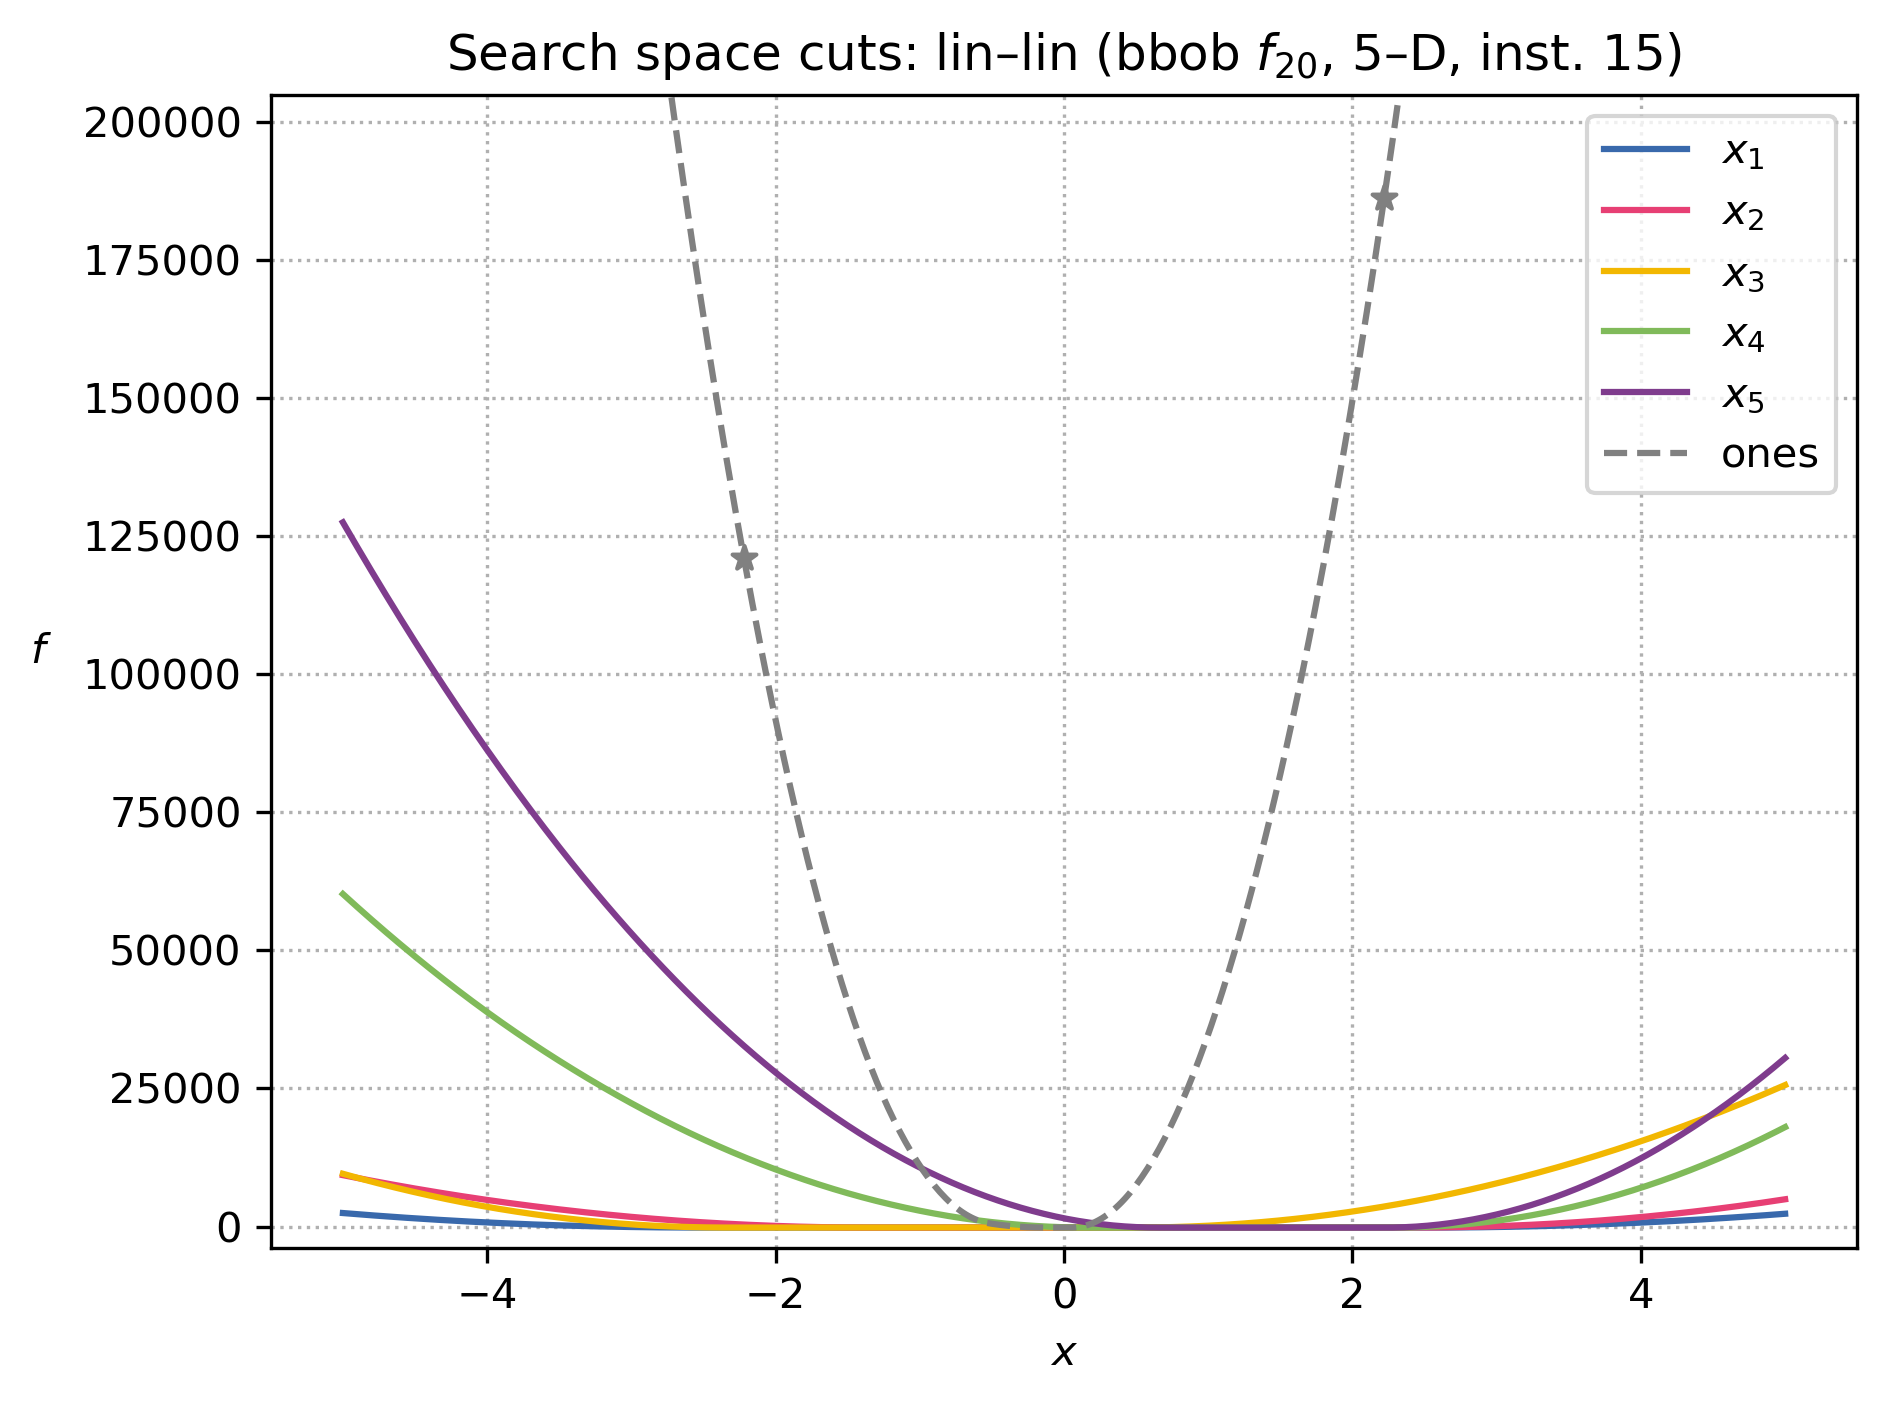 Search space cuts: lin–lin (bbob f20, 5–D, inst. 15)
200000
175000
150000
125000
100000
75000
50000
25000
0
f
−4
−2
0
2
4
x
x1
x2
x3
x4
x5
ones